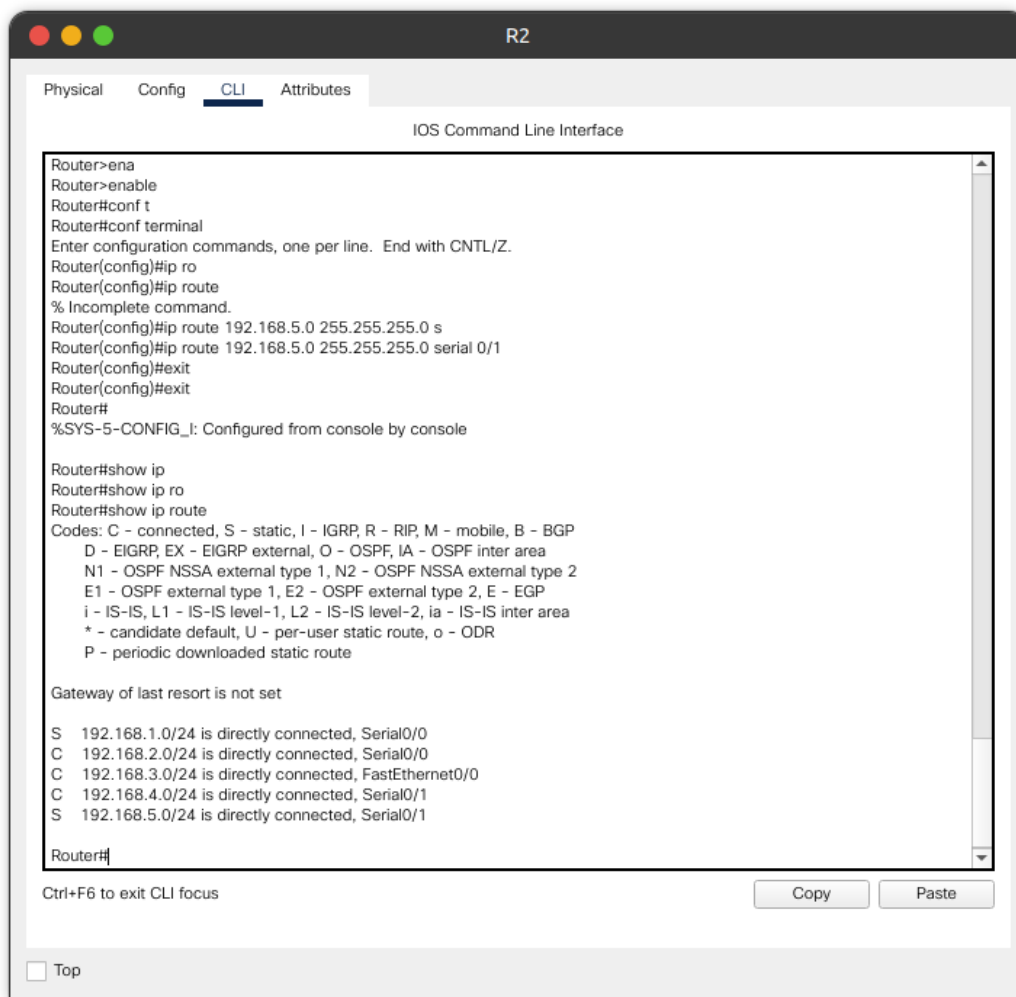 R2
Physical Config CLI Attributes
IOS Command Line Interface
Router>ena
Router>enable
Router#conf t
Router#conf terminal
Enter configuration commands, one per line.  End with CNTL/Z.
Router(config)#ip ro
Router(config)#ip route
% Incomplete command.
Router(config)#ip route 192.168.5.0 255.255.255.0 s
Router(config)#ip route 192.168.5.0 255.255.255.0 serial 0/1
Router(config)#exit
Router(config)#exit
Router#
%SYS-5-CONFIG_I: Configured from console by console
Router#show ip
Router#show ip ro
Router#show ip route
Codes: C - connected, S - static, I - IGRP, R - RIP, M - mobile, B - BGP
D - EIGRP, EX - EIGRP external, O - OSPF, IA - OSPF inter area
N1 - OSPF NSSA external type 1, N2 - OSPF NSSA external type 2
E1 - OSPF external type 1, E2 - OSPF external type 2, E - EGP
i - IS-IS, L1 - IS-IS level-1, L2 - IS-IS level-2, ia - IS-IS inter area
* - candidate default, U - per-user static route, o - ODR
P - periodic downloaded static route
Gateway of last resort is not set
S 192.168.1.0/24 is directly connected, Serial0/0
C 192.168.2.0/24 is directly connected, Serial0/0
C 192.168.3.0/24 is directly connected, FastEthernet0/0
C 192.168.4.0/24 is directly connected, Serial0/1
S 192.168.5.0/24 is directly connected, Serial0/1
Router#
Ctrl+F6 to exit CLI focus Copy Paste
Top